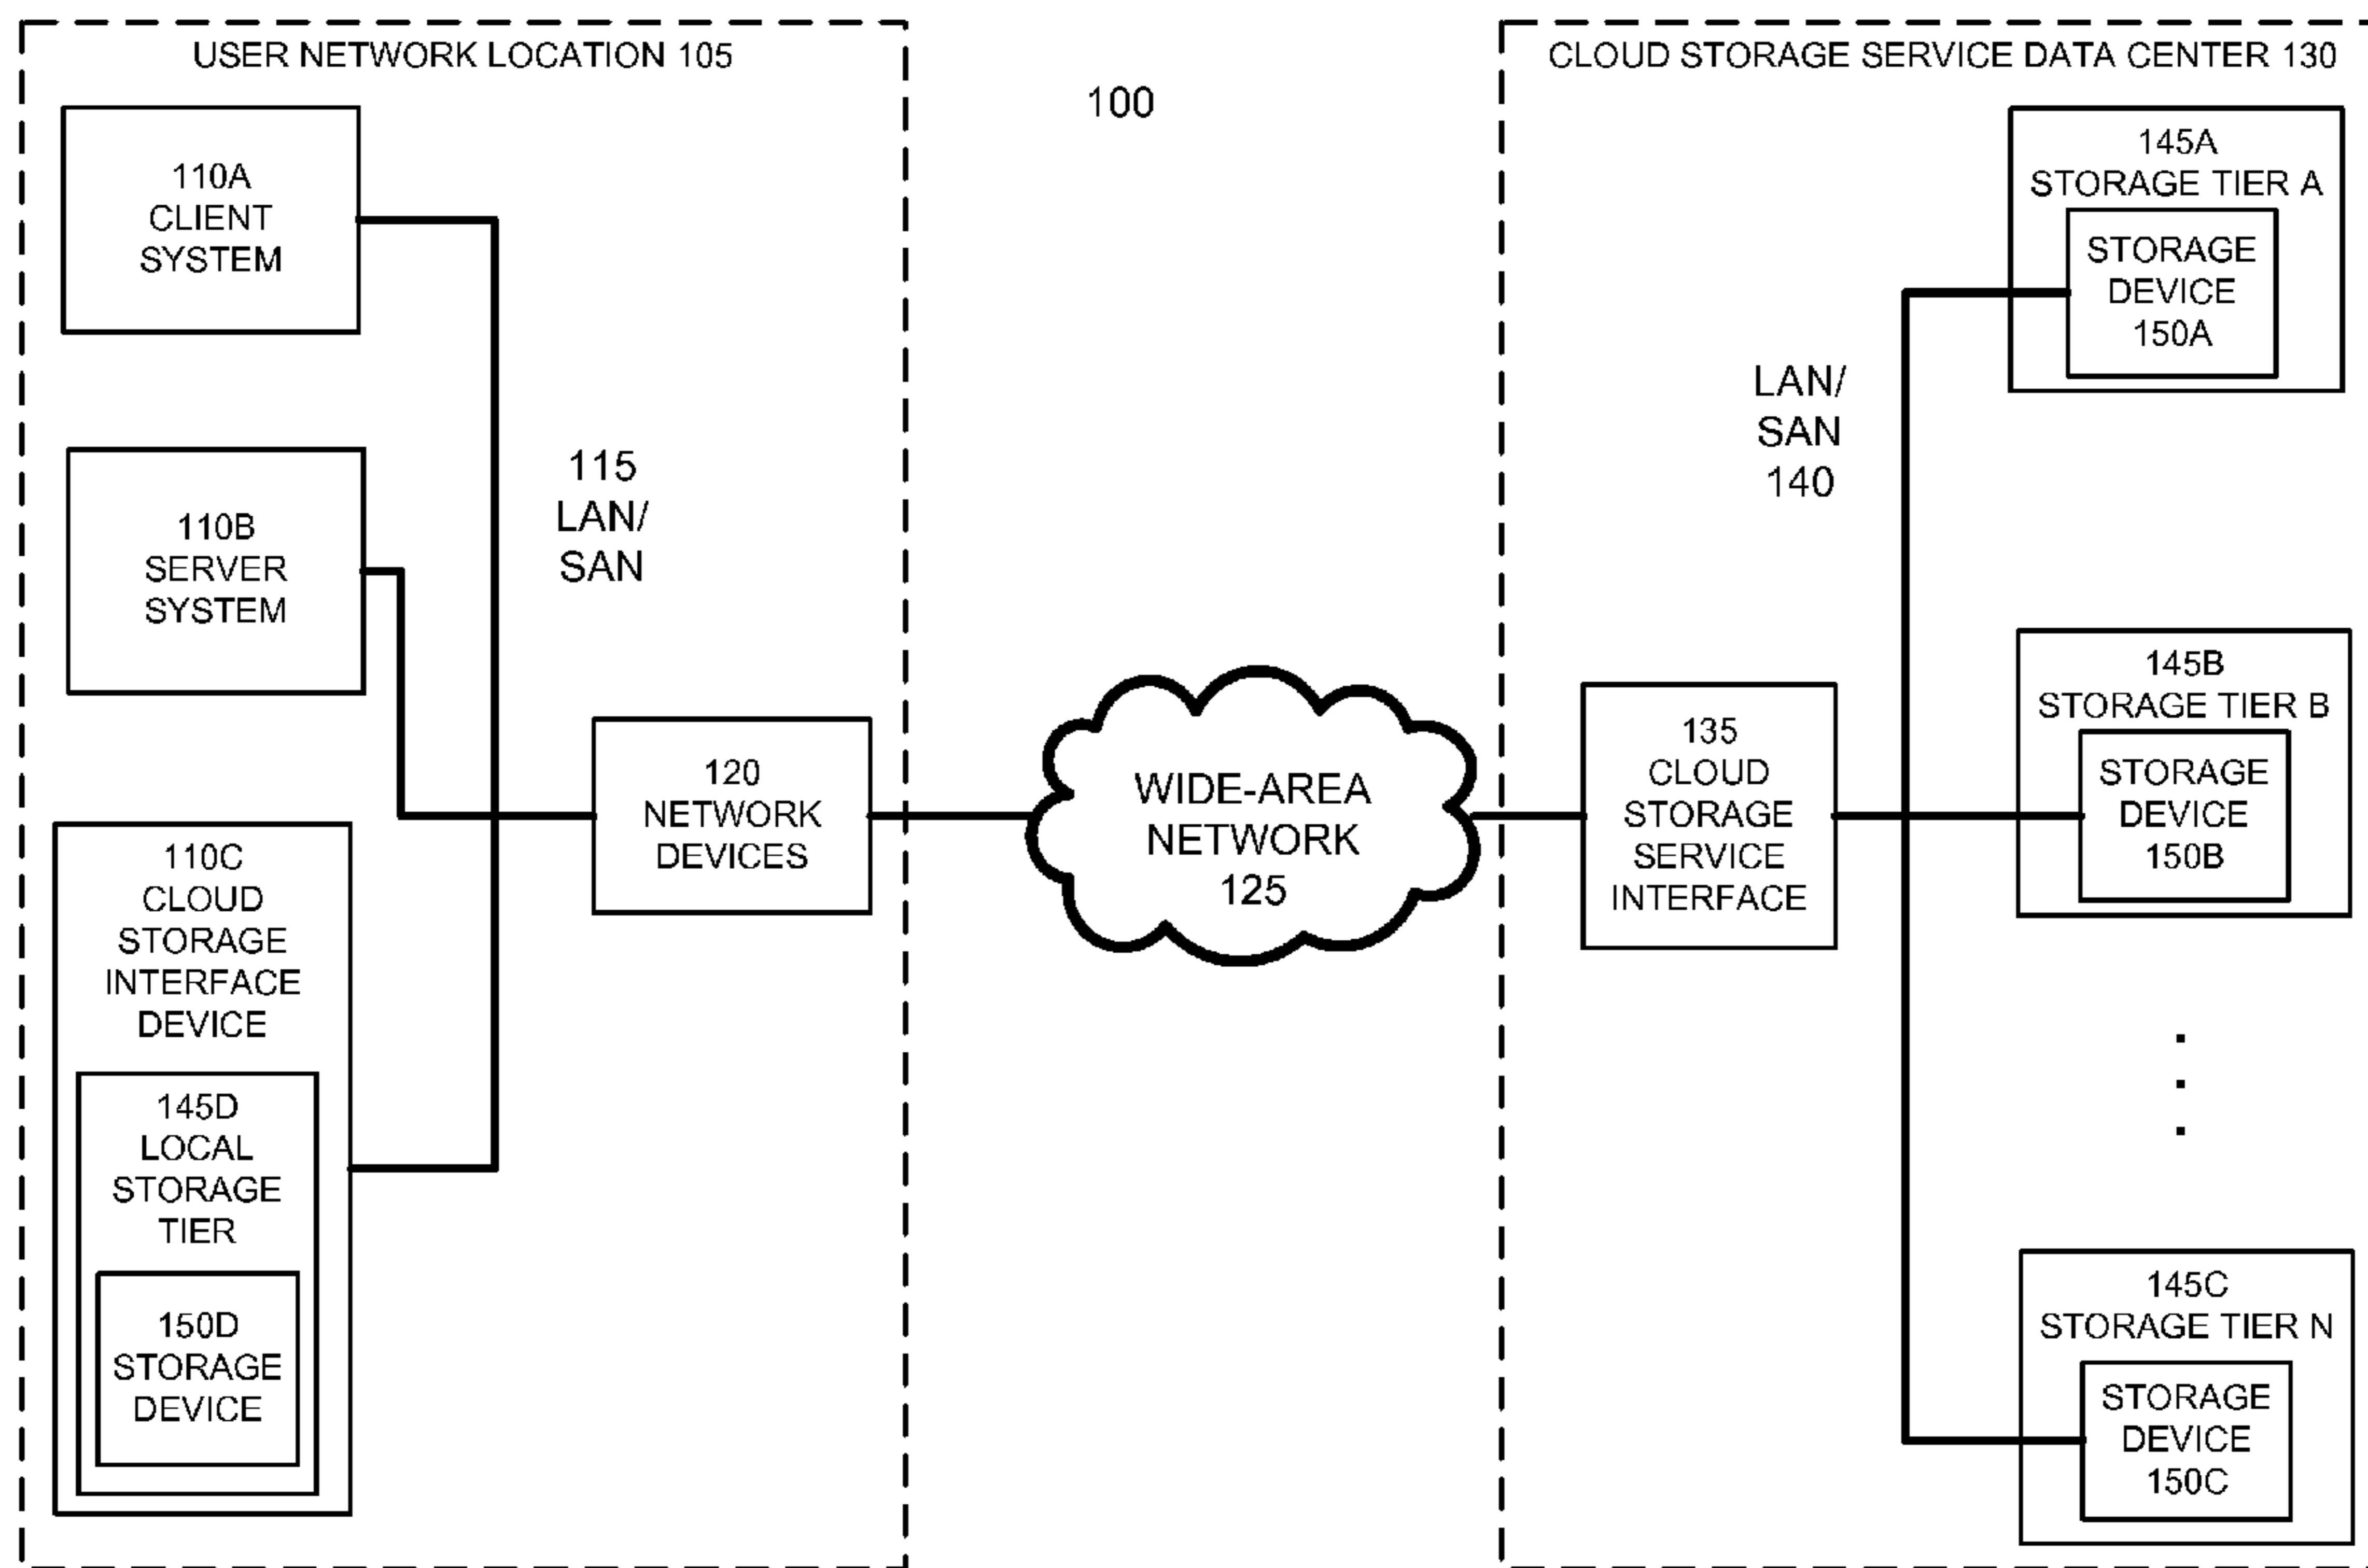 USER NETWORK LOCATION 105
110A
CLIENT
SYSTEM
110B
SERVER
SYSTEM
115
LAN/
SAN
110C
CLOUD
STORAGE
INTERFACE
DEVICE
145D
LOCAL
STORAGE
TIER
150D
STORAGE
DEVICE
120
NETWORK
DEVICES
100
WIDE-AREA
NETWORK
125
CLOUD STORAGE SERVICE DATA CENTER 130
135
CLOUD
STORAGE
SERVICE
INTERFACE
LAN/
SAN
140
145A
STORAGE TIER A
STORAGE
DEVICE
150A
145B
STORAGE TIER B
STORAGE
DEVICE
150B
145C
STORAGE TIER N
STORAGE
DEVICE
150C